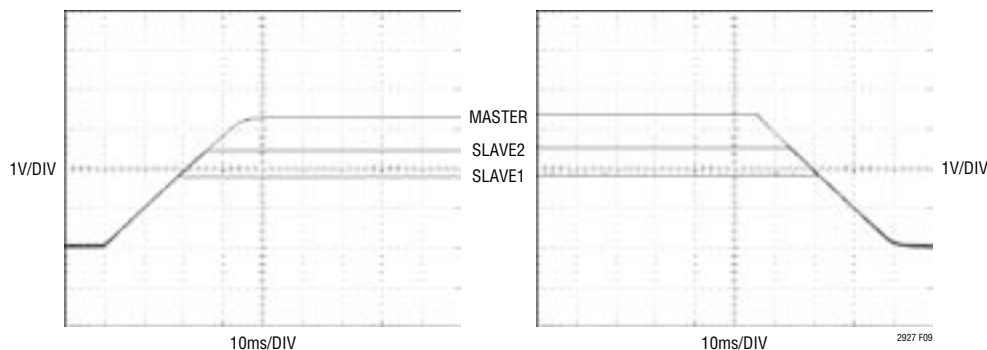 MASTER
SLAVE2
1V/DIV
1V/DIV
SLAVE1
10ms/DIV
10ms/DIV
2927 F09